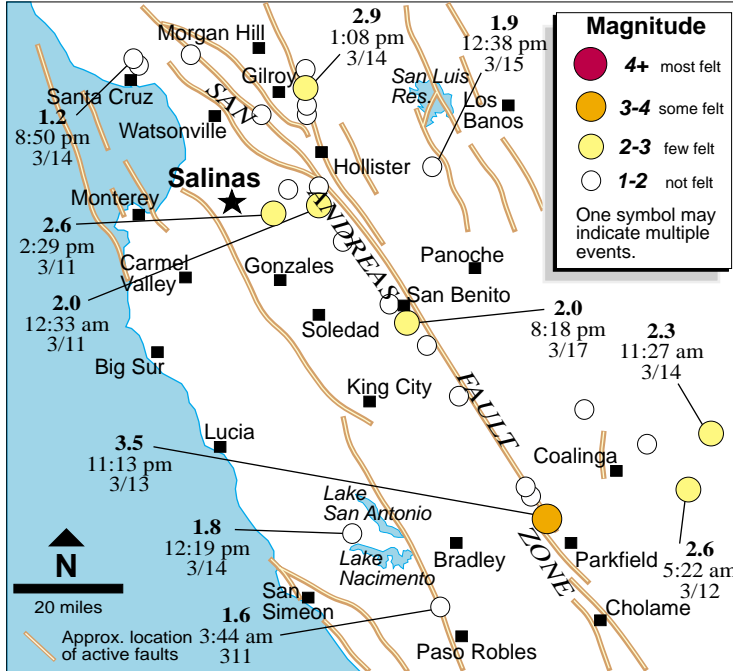 2.9
1:08 pm
3/14
1.9
12:38 pm
3/15
Magnitude
4+ most felt
3-4 some felt
2-3 few felt
1-2 not felt
One symbol may
indicate multiple
events.
Morgan Hill
Gilroy
San Luis
Res.
Los
Banos
Santa Cruz
1.2
8:50 pm
3/14
Watsonville
Hollister
SAN
ANDREAS
FAULT
ZONE
Salinas
Monterey
2.6
2:29 pm
3/11
Carmel
Valley
Gonzales
Panoche
2.0
12:33 am
3/11
San Benito
Soledad
2.0
8:18 pm
3/17
2.3
11:27 am
3/14
Big Sur
King City
Lucia
3.5
11:13 pm
3/13
Coalinga
Lake
San Antonio
1.8
12:19 pm
3/14
Lake
Nacimento
Bradley
Parkfield
2.6
5:22 am
3/12
N
20 miles
San
Simeon
Cholame
1.6
3:44 am
311
Paso Robles
Approx. location
of active faults